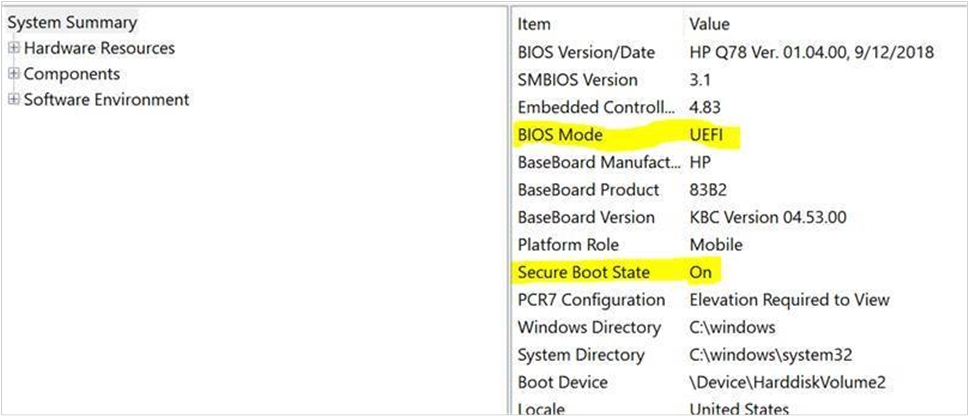 System Summary
Hardware Resources
Components
Software Environment
Item Value
BIOS Version/Date HP Q78 Ver. 01.04.00, 9/12/2018
SMBIOS Version 3.1
Embedded Controll... 4.83
BIOS Mode UEFI
BaseBoard Manufact... HP
BaseBoard Product 83B2
BaseBoard Version KBC Version 04.53.00
Platform Role Mobile
Secure Boot State On
PCR7 Configuration Elevation Required to View
Windows Directory C:\windows
System Directory C:\windows\system32
Boot Device \Device\HarddiskVolume2
Locale United States